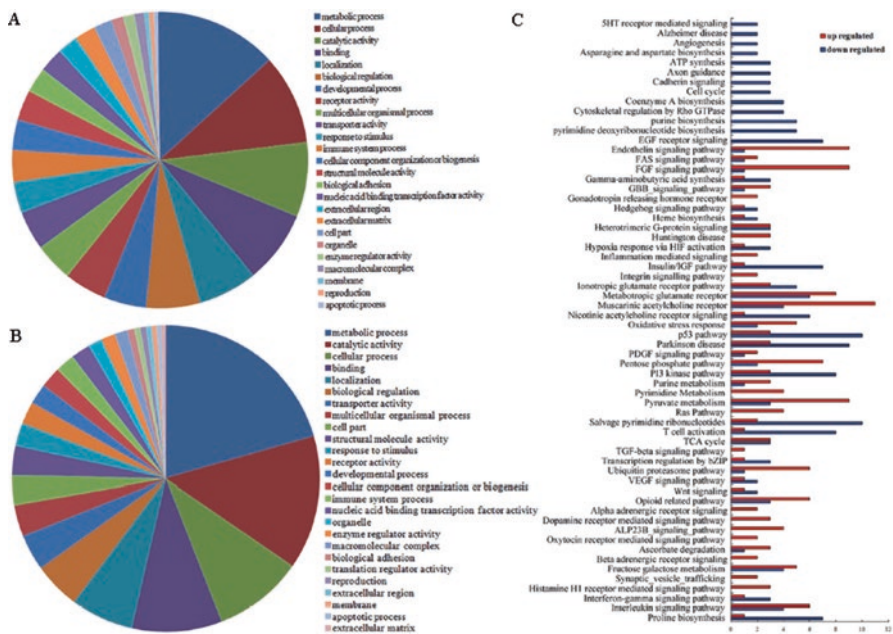 A
metabolic process
cellular process
catalytic activity
binding
localization
biological regulation
developmental process
receptor activity
multicellular organismal process
transporter activity
response to stimulus
immune system process
cellular component organization or biogenesis
structural molecule activity
biological adhesion
nucleic acid binding transcription factor activity
extracellular region
extracellular matrix
cell part
organelle
enzyme regulator activity
macromolecular complex
membrane
reproduction
apoptotic process
B
metabolic process
catalytic activity
cellular process
binding
localization
biological regulation
transporter activity
multicellular organismal process
cell part
structural molecule activity
response to stimulus
receptor activity
developmental process
cellular component organization or biogenesis
immune system process
nucleic acid binding transcription factor activity
organelle
enzyme regulator activity
macromolecular complex
biological adhesion
translation regulator activity
reproduction
extracellular region
membrane
apoptotic process
extracellular matrix
C
up regulated
down regulated
5HT receptor mediated signaling
Alzheimer disease
Angiogenesis
Asparagine and aspartate biosynthesis
ATP synthesis
Axon guidance
Cadherin signaling
Cell cycle
Coenzyme A biosynthesis
Cytoskeletal regulation by Rho GTPase
purine biosynthesis
pyrimidine deoxyribonucleotide biosynthesis
EGF receptor signaling
Endothelin signaling pathway
FAS signaling pathway
FGF signaling pathway
Gamma-aminobutyric acid synthesis
GBB_signaling_pathway
Gonadotropin releasing hormone receptor
Hedgehog signaling pathway
Heme biosynthesis
Heterotrimeric G-protein signaling
Huntington disease
Hypoxia response via HIF activation
Inflammation mediated signaling
Insulin/IGF pathway
Integrin signalling pathway
Ionotropic glutamate receptor pathway
Metabotropic glutamate receptor
Muscarinic acetylcholine receptor
Nicotinic acetylcholine receptor signaling
Oxidative stress response
p53 pathway
Parkinson disease
PDGF signaling pathway
Pentose phosphate pathway
PI3 kinase pathway
Purine metabolism
Pyrimidine Metabolism
Pyruvate metabolism
Ras Pathway
Salvage pyrimidine ribonucleotides
T cell activation
TCA cycle
TGF-beta signaling pathway
Transcription regulation by bZIP
Ubiquitin proteasome pathway
VEGF signaling pathway
Wnt signaling
Opioid related pathway
Alpha adrenergic receptor signaling
Dopamine receptor mediated signaling pathway
ALP23B_signaling_pathway
Oxytocin receptor mediated signaling pathway
Ascorbate degradation
Beta adrenergic receptor signaling
Fructose galactose metabolism
Synaptic_vesicle_trafficking
Histamine H1 receptor mediated signaling pathway
Interferon-gamma signaling pathway
Interleukin signaling pathway
Proline biosynthesis
0 2 4 6 8 10 12